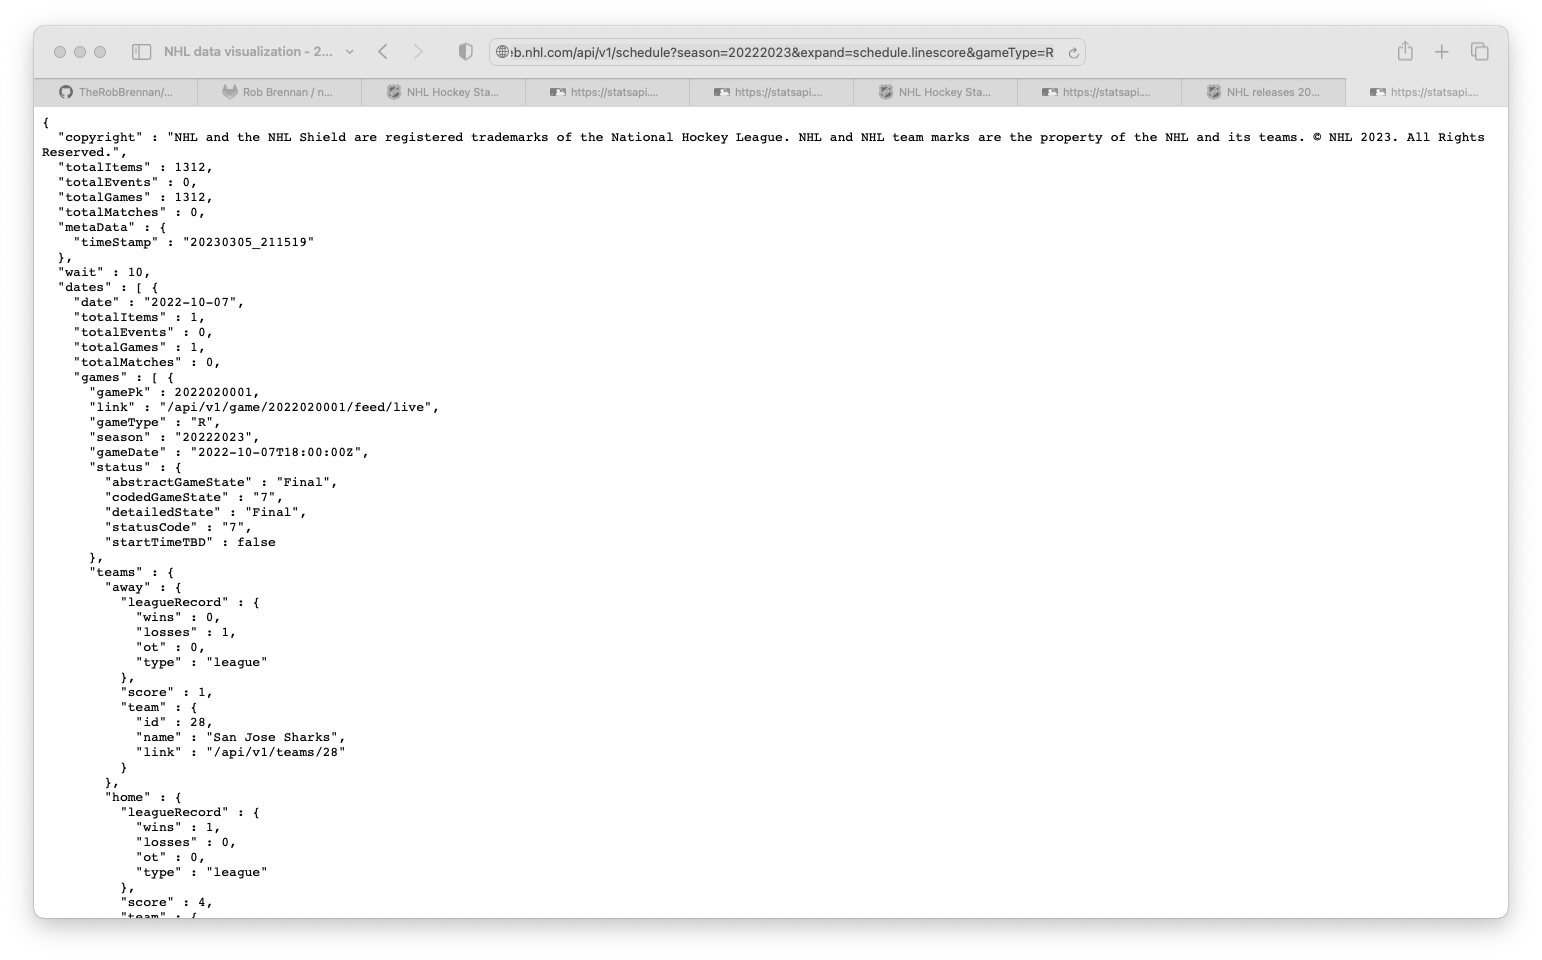 NHL data visualization - 2...
eb.nhl.com/api/v1/schedule?season=20222023&expand=schedule.linescore&gameType=R
TheRobBrennan/...
Rob Brennan / n...
NHL Hockey Sta...
https://statsapi....
https://statsapi....
NHL Hockey Sta...
https://statsapi....
NHL releases 20...
https://statsapi....
{
"copyright" : "NHL and the NHL Shield are registered trademarks of the National Hockey League. NHL and NHL team marks are the property of the NHL and its teams. © NHL 2023. All Rights
Reserved.",
"totalItems" : 1312,
"totalEvents" : 0,
"totalGames" : 1312,
"totalMatches" : 0,
"metaData" : {
"timeStamp" : "20230305_211519"
},
"wait" : 10,
"dates" : [ {
"date" : "2022-10-07",
"totalItems" : 1,
"totalEvents" : 0,
"totalGames" : 1,
"totalMatches" : 0,
"games" : [ {
"gamePk" : 2022020001,
"link" : "/api/v1/game/2022020001/feed/live",
"gameType" : "R",
"season" : "20222023",
"gameDate" : "2022-10-07T18:00:00Z",
"status" : {
"abstractGameState" : "Final",
"codedGameState" : "7",
"detailedState" : "Final",
"statusCode" : "7",
"startTimeTBD" : false
},
"teams" : {
"away" : {
"leagueRecord" : {
"wins" : 0,
"losses" : 1,
"ot" : 0,
"type" : "league"
},
"score" : 1,
"team" : {
"id" : 28,
"name" : "San Jose Sharks",
"link" : "/api/v1/teams/28"
}
},
"home" : {
"leagueRecord" : {
"wins" : 1,
"losses" : 0,
"ot" : 0,
"type" : "league"
},
"score" : 4,
"team" : {